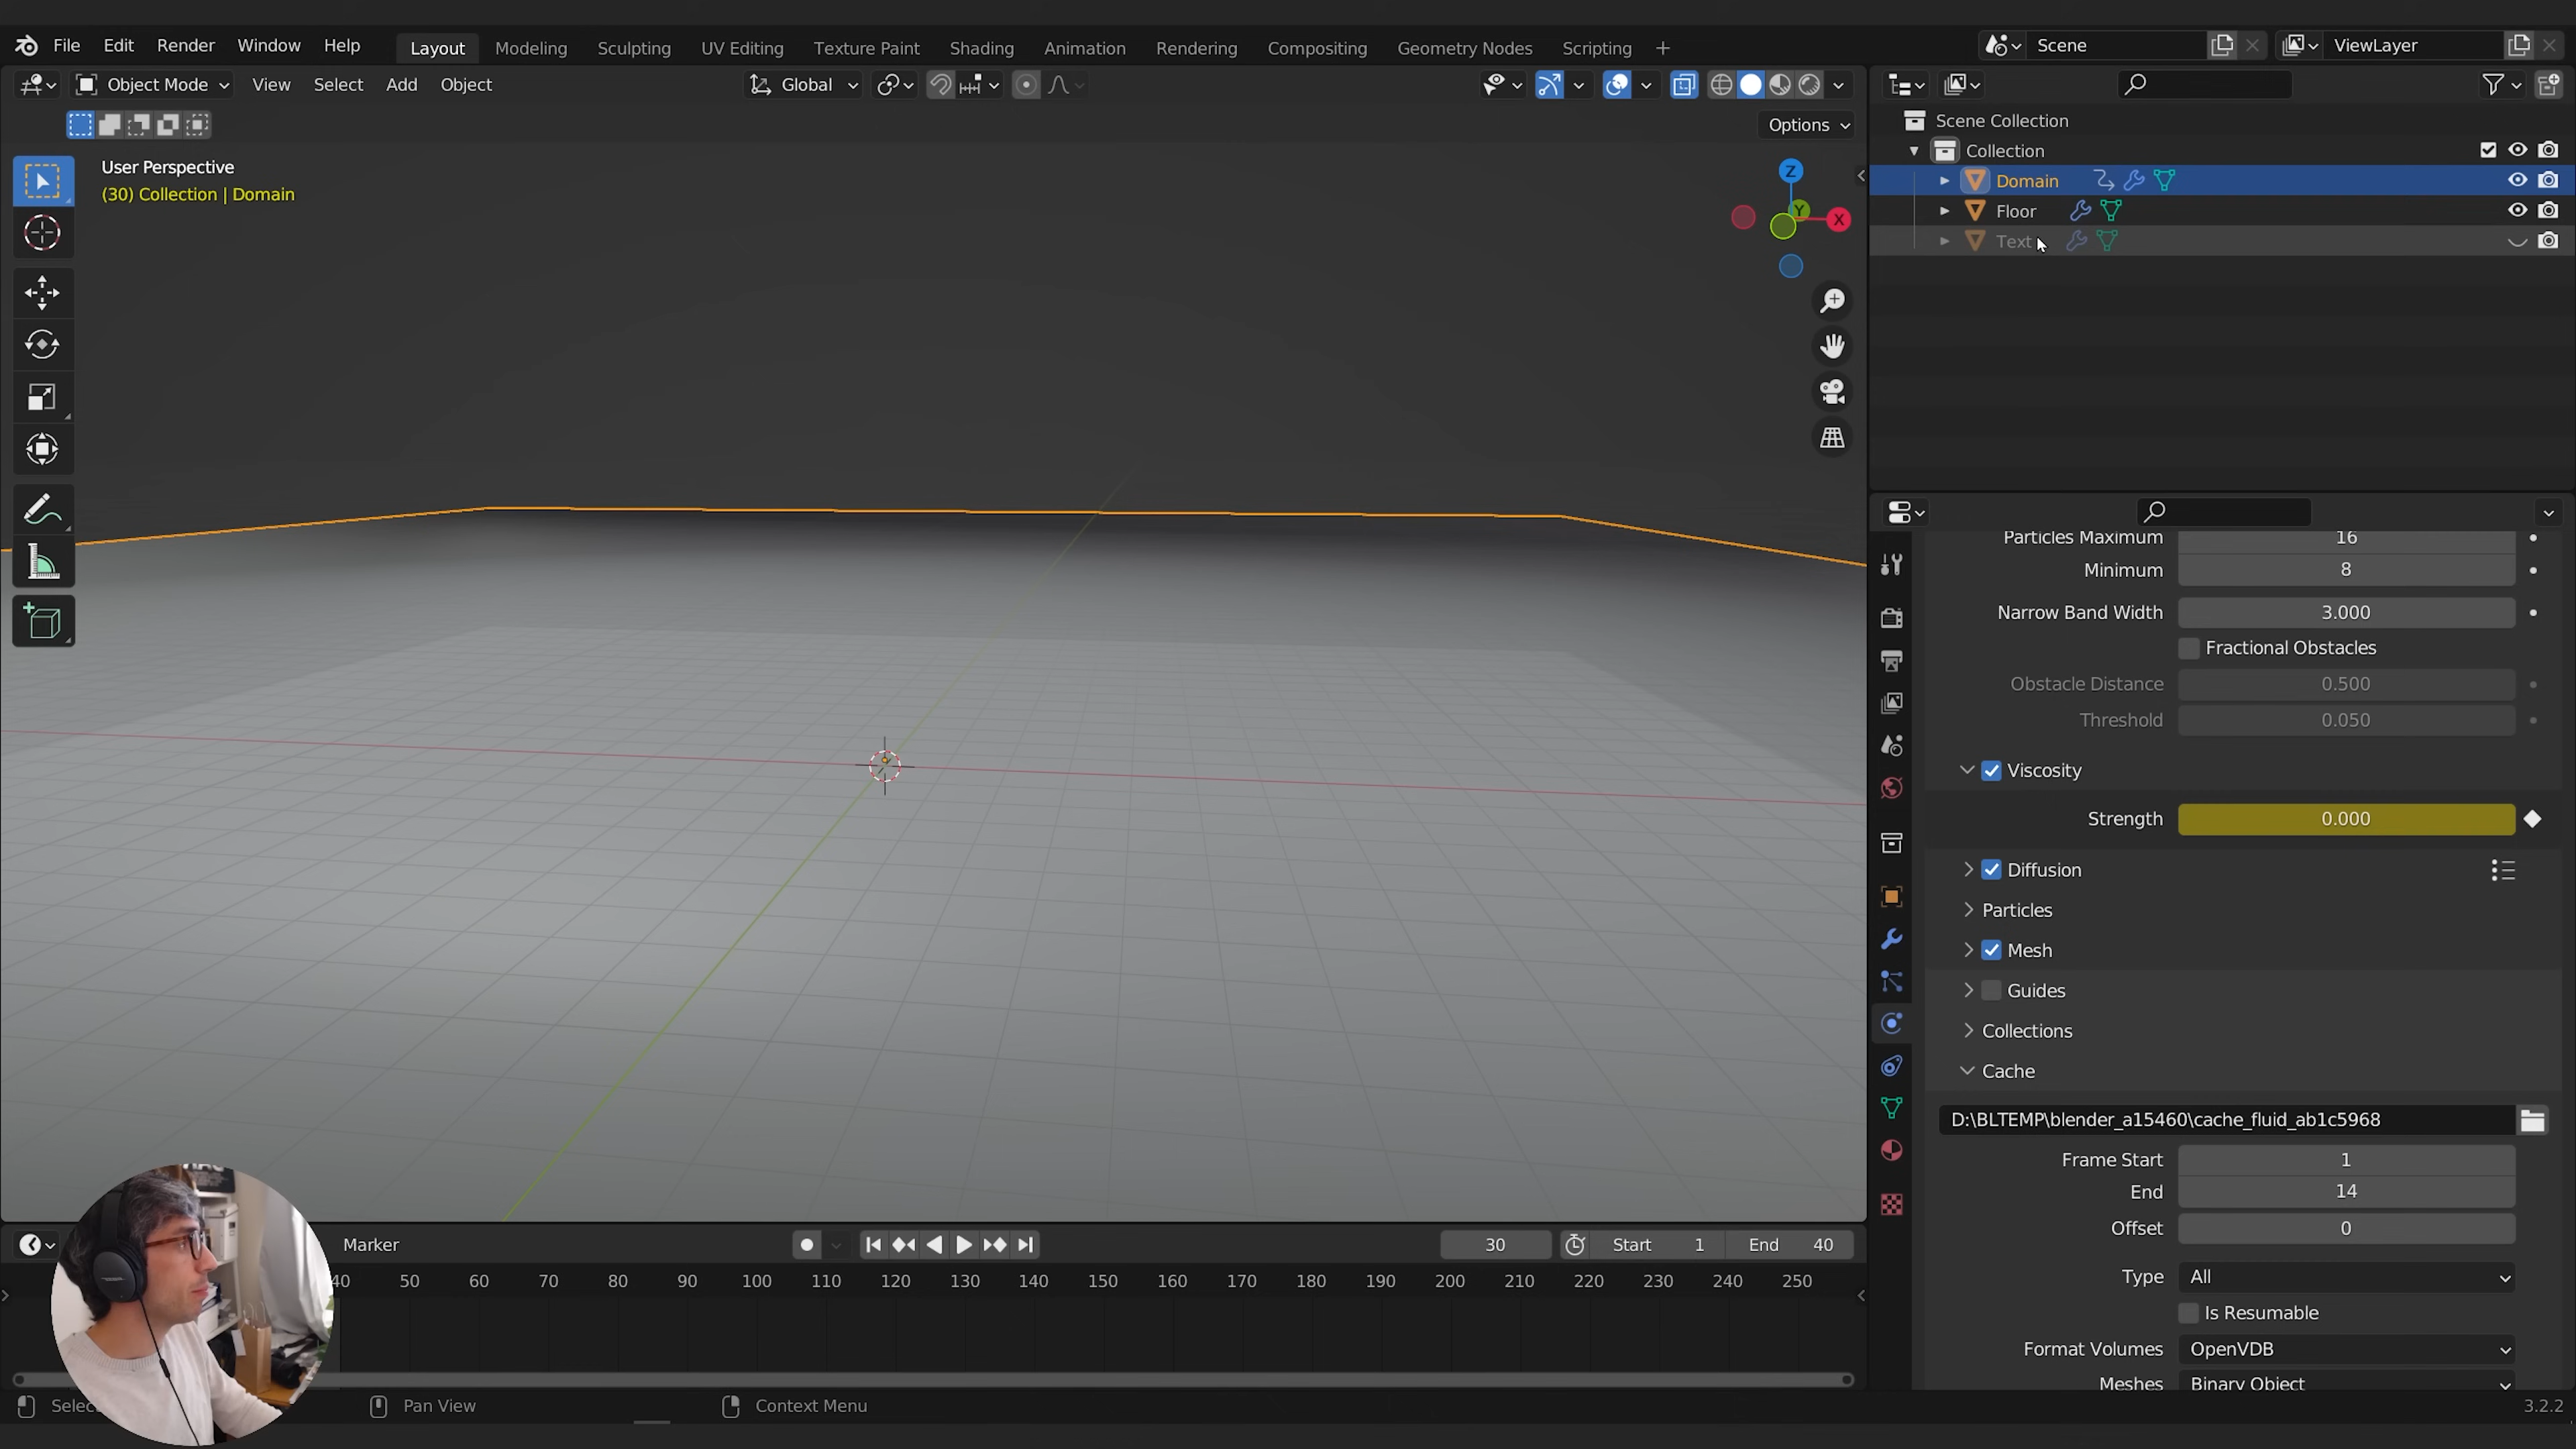 File Edit Render Window Help Layout Modeling Sculpting UV Editing Texture Paint Shading Animation Rendering Compositing Geometry Nodes Scripting + Scene ViewLayer
Object Mode View Select Add Object Global
Options
User Perspective
(30) Collection | Domain
Z
Y
X
Scene Collection
Collection
Domain
Floor
Text
Particles Maximum 16
Minimum 8
Narrow Band Width 3.000
Fractional Obstacles
Obstacle Distance 0.500
Threshold 0.050
Viscosity
Strength 0.000
Diffusion
Particles
Mesh
Guides
Collections
Cache
D:\BLTEMP\blender_a15460\cache_fluid_ab1c5968
Frame Start 1
End 14
Offset 0
Type All
Is Resumable
Format Volumes OpenVDB
Meshes Binary Object
Marker 30 Start 1 End 40
40 50 60 70 80 90 100 110 120 130 140 150 160 170 180 190 200 210 220 230 240 250
Selec Pan View Context Menu 3.2.2